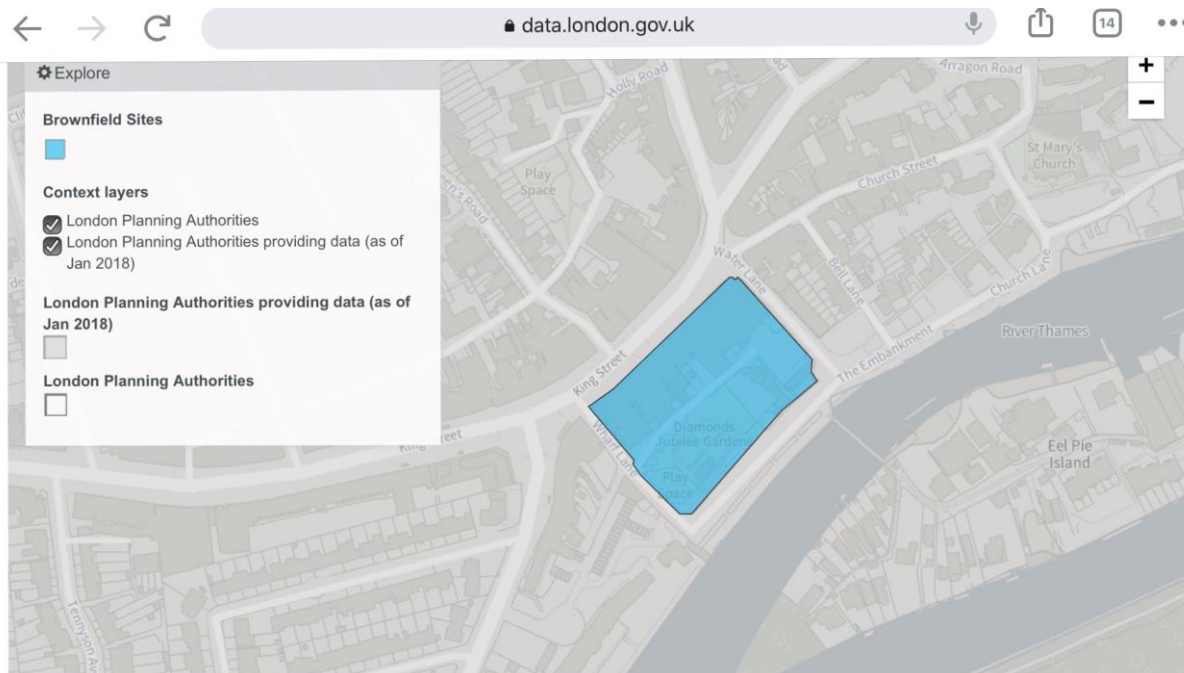 data.london.gov.uk
14
Explore
Brownfield Sites
Context layers
London Planning Authorities
London Planning Authorities providing data (as of
Jan 2018)
London Planning Authorities providing data (as of
Jan 2018)
London Planning Authorities
+
−
Holly Road
Arragon Road
Play
Space
St Mary's
Church
Church Street
Water Lane
Bell Lane
Church Lane
River Thames
The Embankment
King Street
Diamonds
Jubilee Gardens
Wharf Lane
Play
Space
King Street
Eel Pie
Island